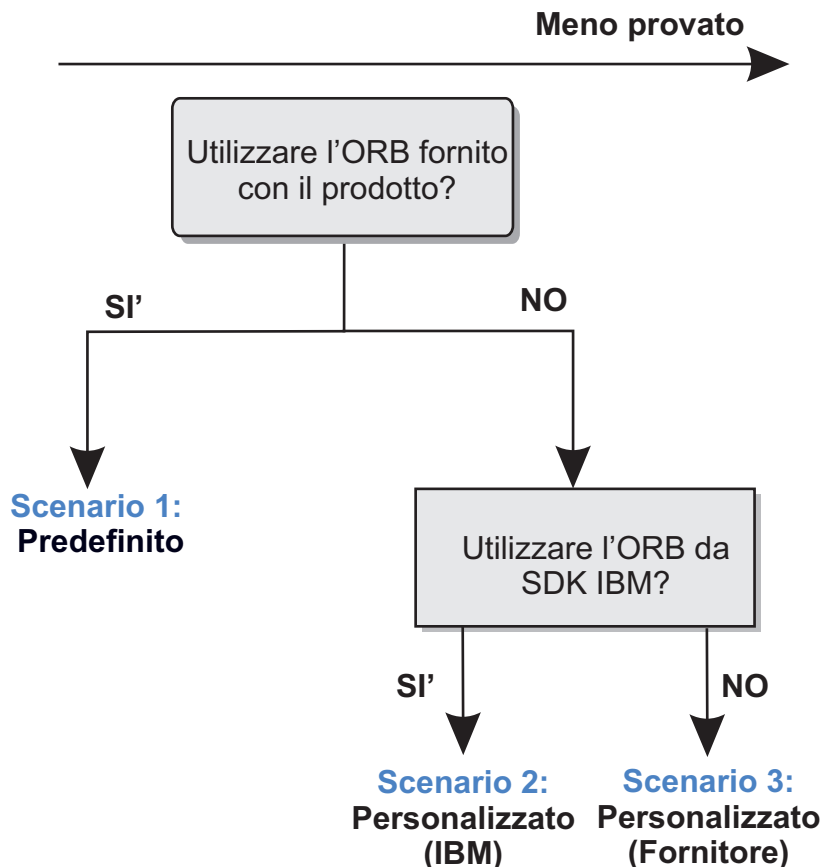 Meno provato
Utilizzare l’ORB fornito
con il prodotto?
SI’
NO
Scenario 1:
Predefinito
Utilizzare l’ORB da
SDK IBM?
SI’
NO
Scenario 2:
Personalizzato
(IBM)
Scenario 3:
Personalizzato
(Fornitore)